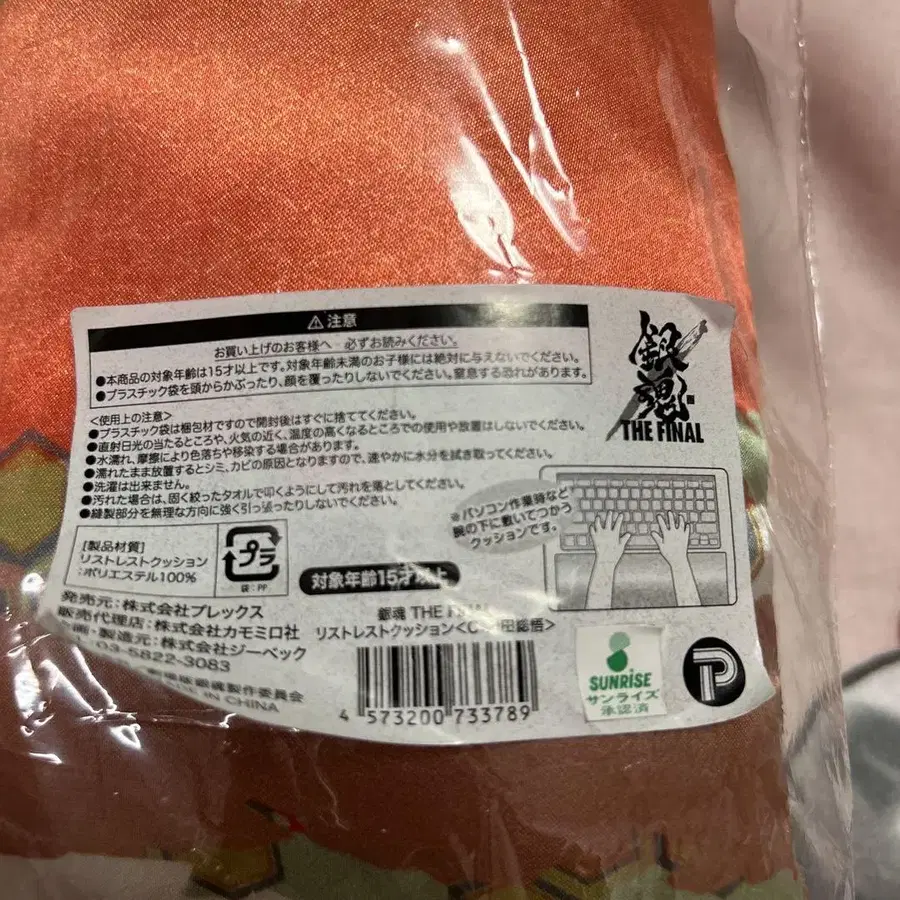 ⚠注意
お買い上げのお客様へ 必ずお読みください。
●本商品の対象年齢は15才以上です。対象年齢未満のお子様には絶対に与えないでください。
●プラスチック袋を頭からかぶったり、顔を覆ったりしないでください。窒息する恐れがあります。
<使用上の注意>
●プラスチック袋は梱包材ですので開封後はすぐに捨ててください。
●直射日光の当たるところや、火気の近く、温度の高くなるところでの使用や放置はしないでください。
●水濡れ、摩擦により色落ちや移染する場合があります。
●濡れたまま放置するとシミ、カビの原因となりますので、速やかに水分を拭き取ってください。
●洗濯は出来ません。
●汚れた場合は、固く絞ったタオルで叩くようにして汚れを落としてください。
●縫製部分を無理な方向に強く引っ張ったりしないでください。
銀魂
THE FINAL
※パソコン作業時など
腕の下に敷いてつかう
クッションです。
[製品材質]
リストレストクッション
:ポリエステル100%
プラ
袋:PP
対象年齢15才以上
発売元:株式会社プレックス
販売代理店:株式会社カモミロ社
・製造元:株式会社ジーベック
03-5822-3083
劇場版銀魂製作委員会
MADE IN CHINA
銀魂 THE FINAL
リストレストクッション<C 田総悟>
4 573200 733789
SUNRISE
サンライズ
承認済
P